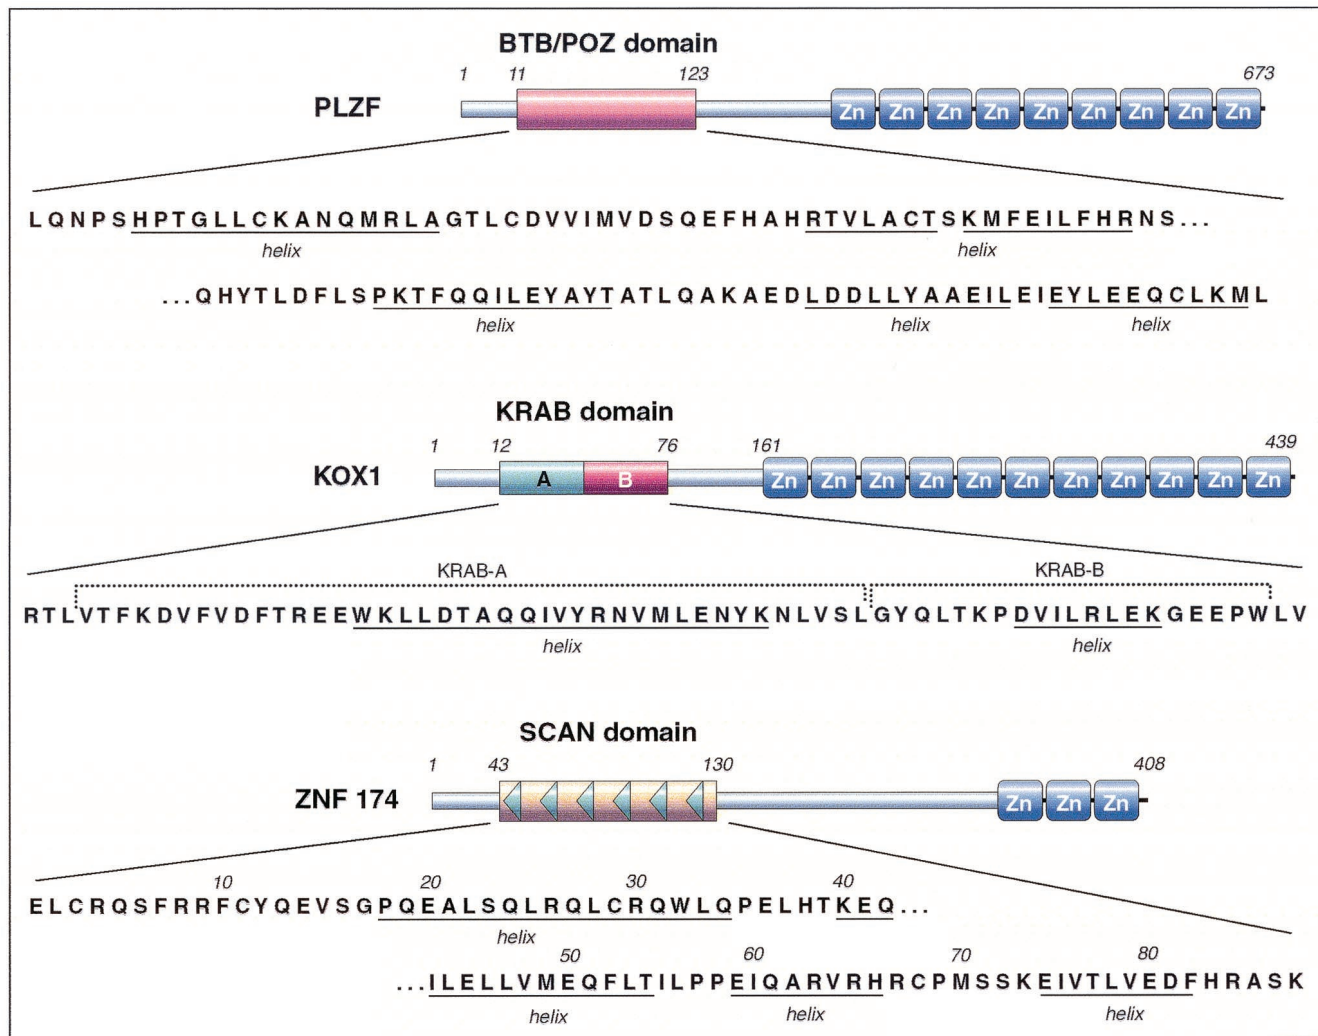 BTB/POZ domain
1 11 123 673
PLZF Zn Zn Zn Zn Zn Zn Zn Zn Zn
LQNPSHPTGLLCKANQMRLAGTLCDVVIMVDSQEFHAHRTVLACTSKMFEILFHRNS...
helix helix
...QHYTLDFLSPKTFQQILEYAYTATLQAKAEDLDDLLYAAEILEIEYLEEQCLKML
helix helix helix
KRAB domain
1 12 76 161 439
KOX1 A B Zn Zn Zn Zn Zn Zn Zn Zn Zn Zn Zn
KRAB-A KRAB-B
RTLVTFKDVFVDFTREEWKLLDTAQQIVYRNVMLENYKNLVSLGYQLTKPDVILRLEKGEEPWLV
helix helix
SCAN domain
1 43 130 408
ZNF 174 Zn Zn Zn
10 20 30 40
ELCRQSFRRFCYQEVSGPQEALSQLRQLCRQWLQPELHTKEQ...
helix
50 60 70 80
...ILELLVMEQFLTILPPEIQARVRHRCPMSSKEIVTLVEDFHRASK
helix helix helix